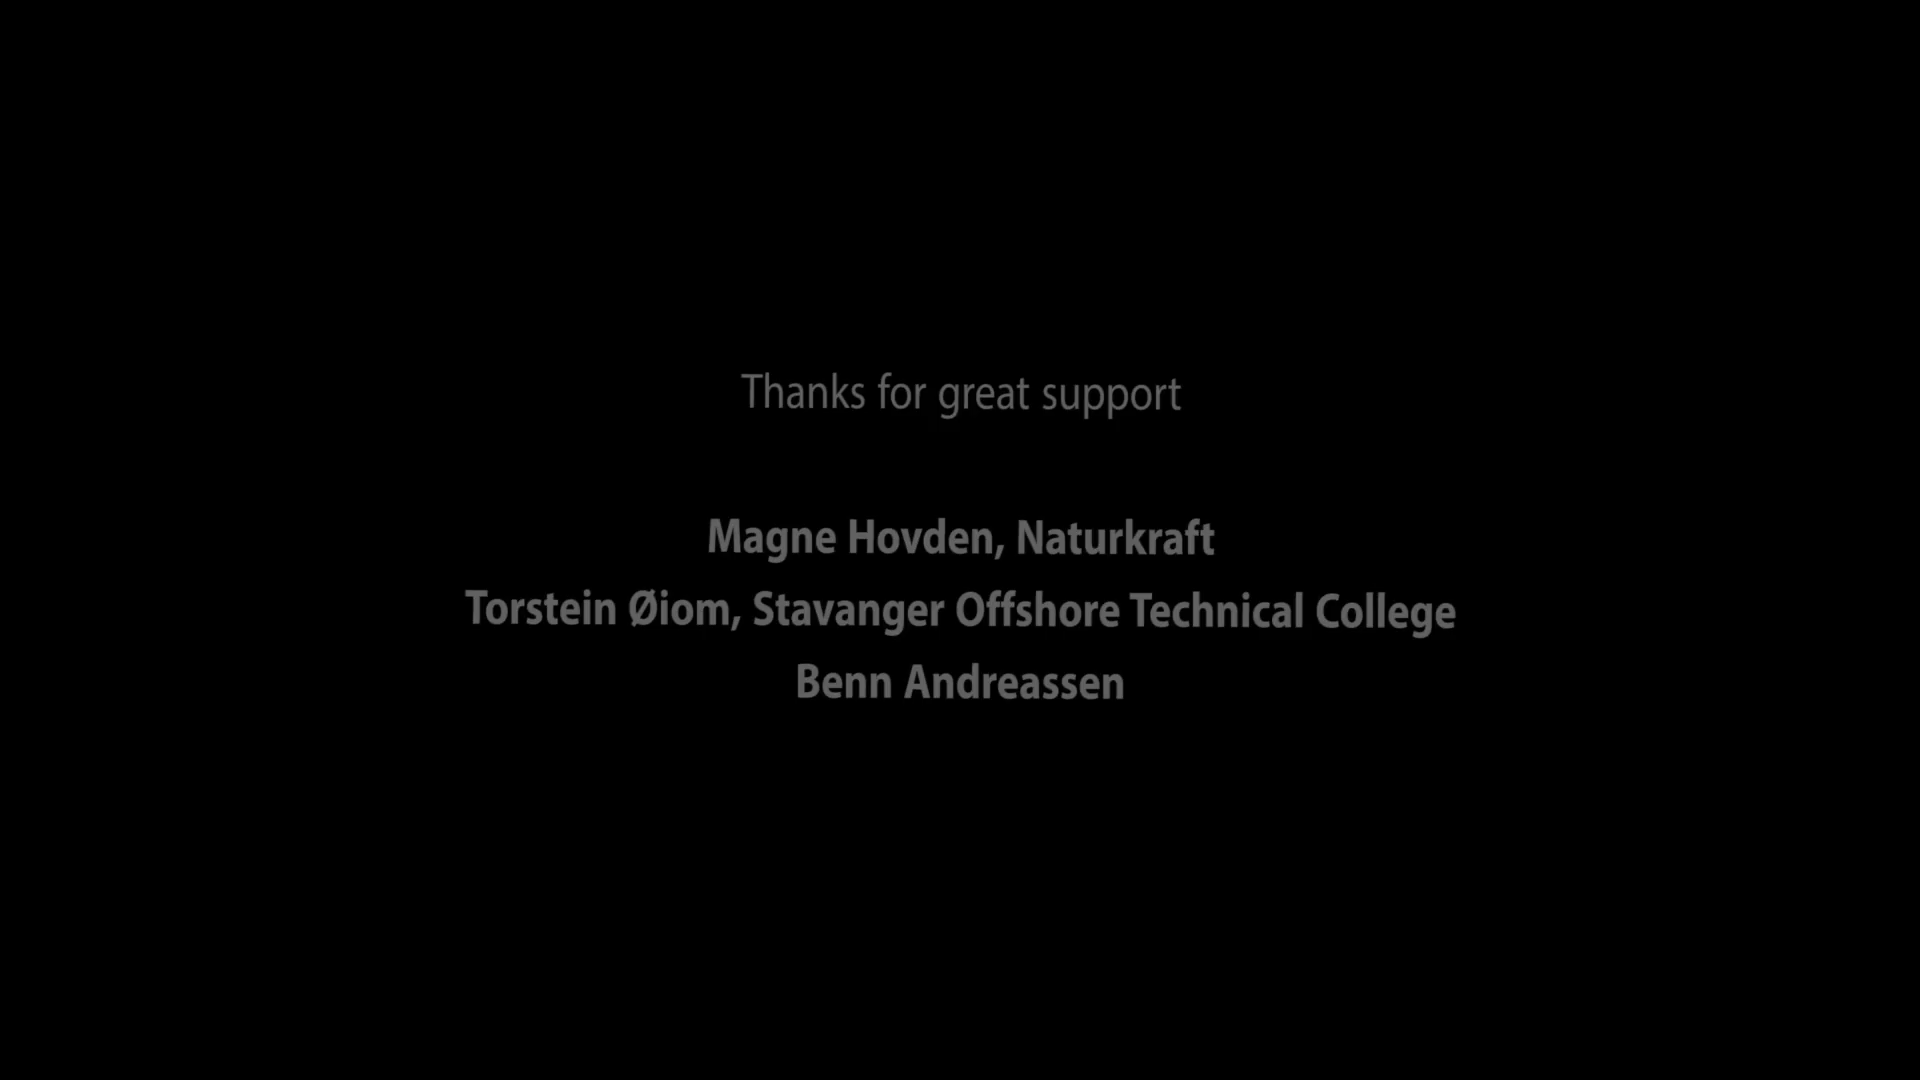 Thanks for great support
Magne Hovden, Naturkraft
Torstein Øiom, Stavanger Offshore Technical College
Benn Andreassen